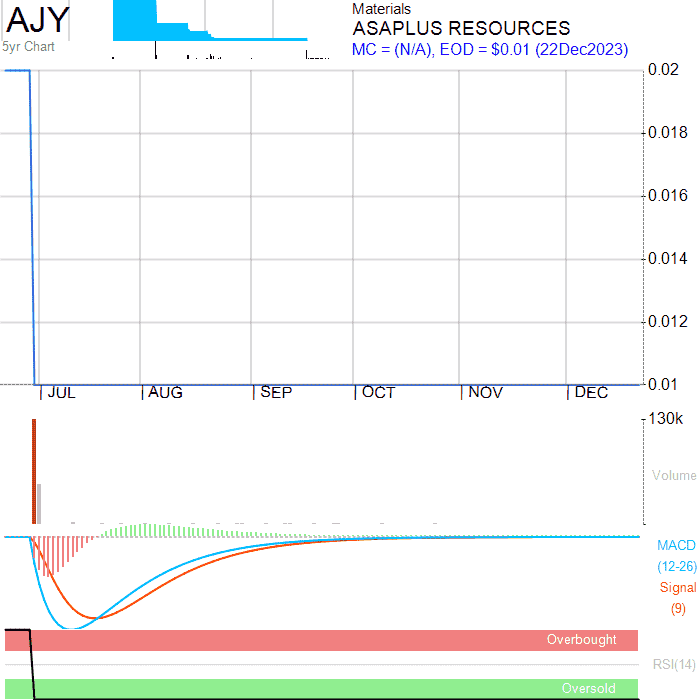 AJY
5yr Chart
Materials
ASAPLUS RESOURCES
MC = (N/A), EOD = $0.01 (22Dec2023)
0.02
0.018
0.016
0.014
0.012
0.01
JUL AUG SEP OCT NOV DEC
130k
Volume
MACD
(12-26)
Signal
(9)
Overbought
RSI(14)
Oversold